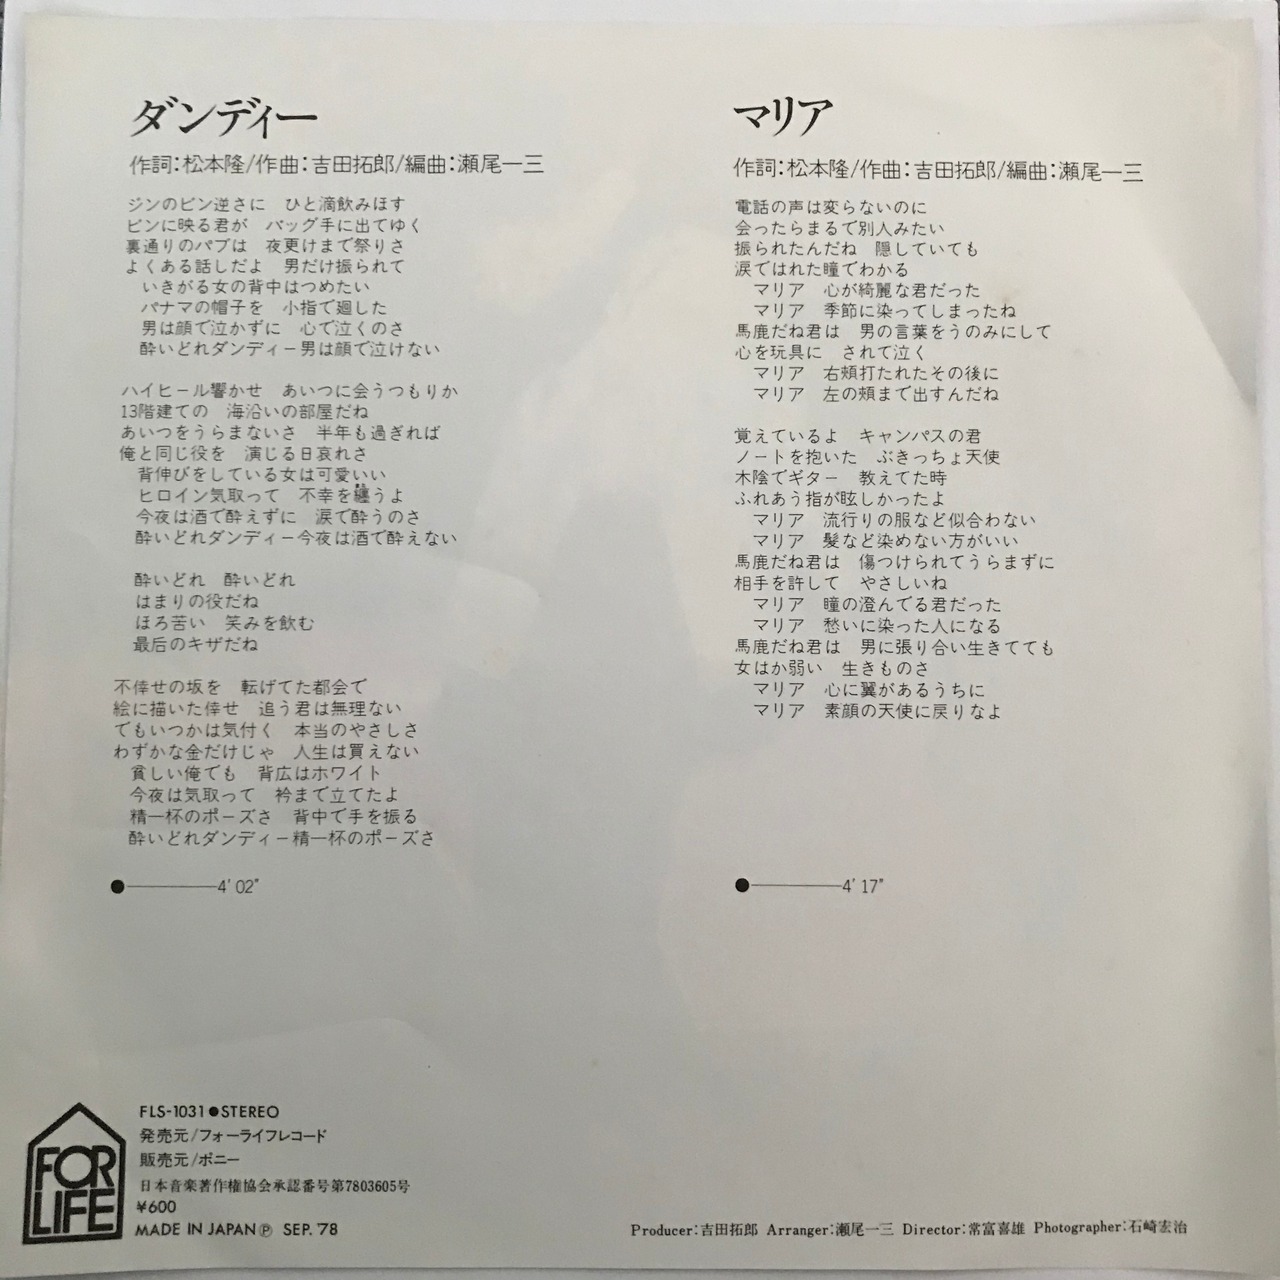 ダンディー
作詞:松本隆/作曲:吉田拓郎/編曲:瀬尾一三
ジンのビン逆さに　ひと滴飲みほす
ビンに映る君が　バッグ手に出てゆく
裏通りのパブは　夜更けまで祭りさ
よくある話しだよ　男だけ振られて
いきがる女の背中はつめたい
パナマの帽子を　小指で廻した
男は顔で泣かずに　心で泣くのさ
酔いどれダンディー男は顔で泣けない
ハイヒール響かせ　あいつに会うつもりか
13階建ての　海沿いの部屋だね
あいつをうらまないさ　半年も過ぎれば
俺と同じ役を　演じる日哀れさ
背伸びをしている女は可愛いい
ヒロイン気取って　不幸を纏うよ
今夜は酒で酔えずに　涙で酔うのさ
酔いどれダンディー今夜は酒で酔えない
酔いどれ　酔いどれ
はまりの役だね
ほろ苦い　笑みを飲む
最后のキザだね
不倖せの坂を　転げてた都会で
絵に描いた倖せ　追う君は無理ない
でもいつかは気付く　本当のやさしさ
わずかな金だけじゃ　人生は買えない
貧しい俺でも　背広はホワイト
今夜は気取って　衿まで立てたよ
精一杯のポーズさ　背中で手を振る
酔いどれダンディー精一杯のポーズさ
●————4′02″
マリア
作詞:松本隆/作曲:吉田拓郎/編曲:瀬尾一三
電話の声は変らないのに
会ったらまるで別人みたい
振られたんだね　隠していても
涙ではれた瞳でわかる
マリア　心が綺麗な君だった
マリア　季節に染ってしまったね
馬鹿だね君は　男の言葉をうのみにして
心を玩具に　されて泣く
マリア　右頬打たれたその後に
マリア　左の頬まで出すんだね
覚えているよ　キャンパスの君
ノートを抱いた　ぶきっちょ天使
木陰でギター　教えてた時
ふれあう指が眩しかったよ
マリア　流行りの服など似合わない
マリア　髪など染めない方がいい
馬鹿だね君は　傷つけられてうらまずに
相手を許して　やさしいね
マリア　瞳の澄んでる君だった
マリア　愁いに染った人になる
馬鹿だね君は　男に張り合い生きてても
女はか弱い　生きものさ
マリア　心に翼があるうちに
マリア　素顔の天使に戻りなよ
●————4′17″
FOR LIFE
FLS-1031●STEREO
発売元/フォーライフレコード
販売元/ポニー
日本音楽著作権協会承認番号第7803605号
¥600
MADE IN JAPAN Ⓟ SEP. '78
Producer:吉田拓郎 Arranger:瀬尾一三 Director:常富喜雄 Photographer:石崎宏治